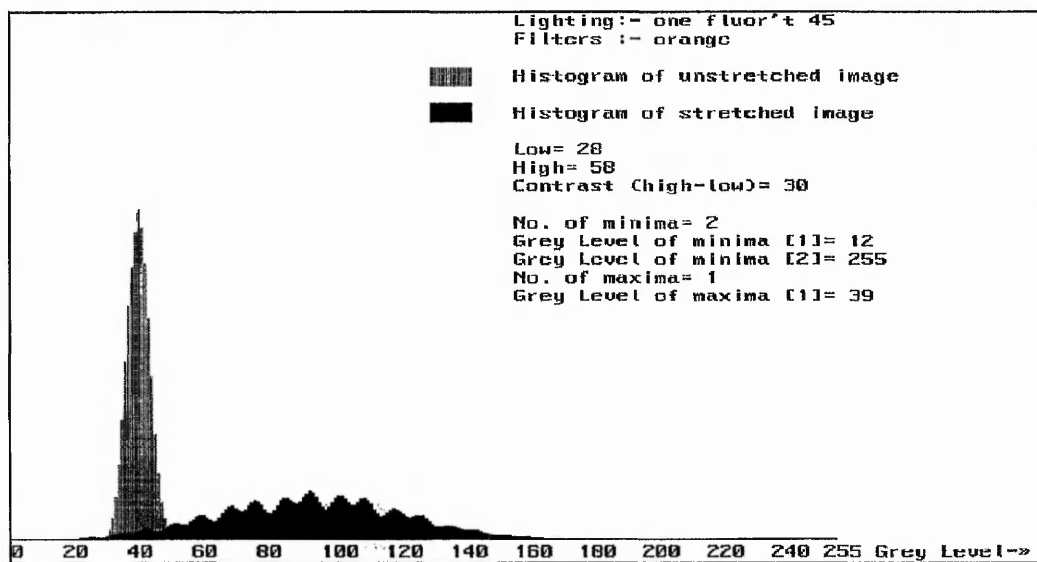 Lighting:- one fluor't 45
Filters :- orange
Histogram of unstretched image
Histogram of stretched image
Low= 28
High= 58
Contrast (high-low)= 30
No. of minima= 2
Grey Level of minima [1]= 12
Grey Level of minima [2]= 255
No. of maxima= 1
Grey Level of maxima [1]= 39
0 20 40 60 80 100 120 140 160 180 200 220 240 255 Grey Level-»